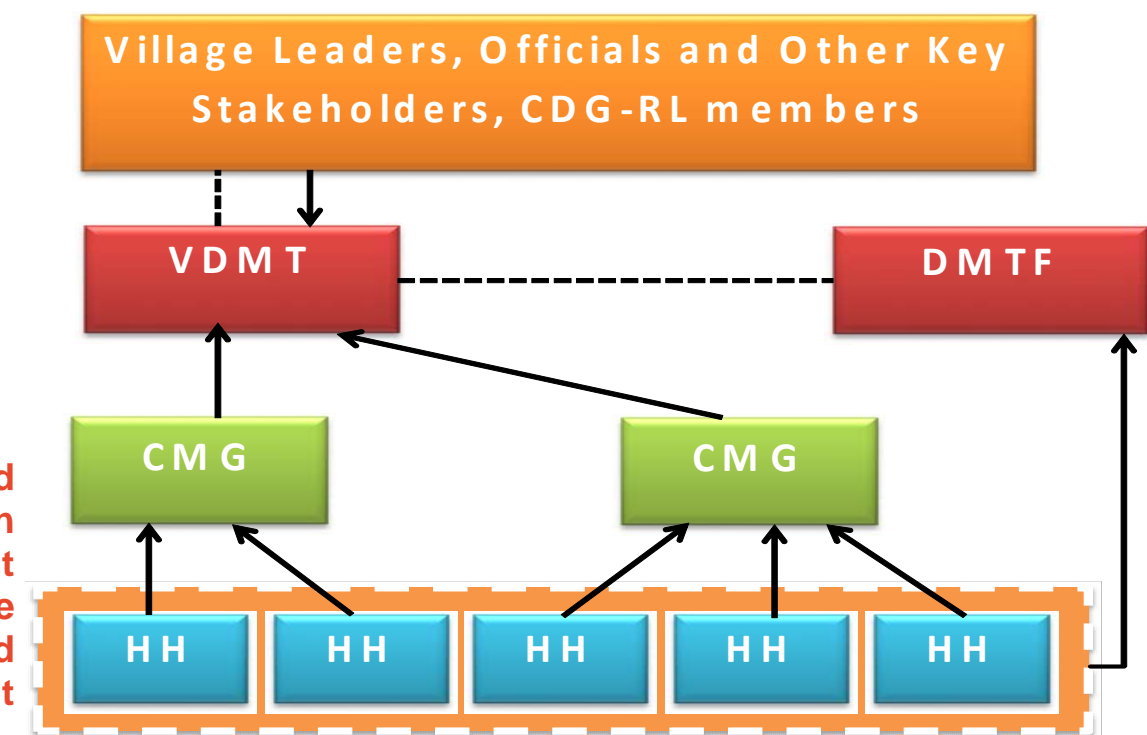 Village Leaders, Officials and Other Key
Stakeholders, CDG-RL members
VDMT
DMTF
CMG
CMG
HH
HH
HH
HH
HH